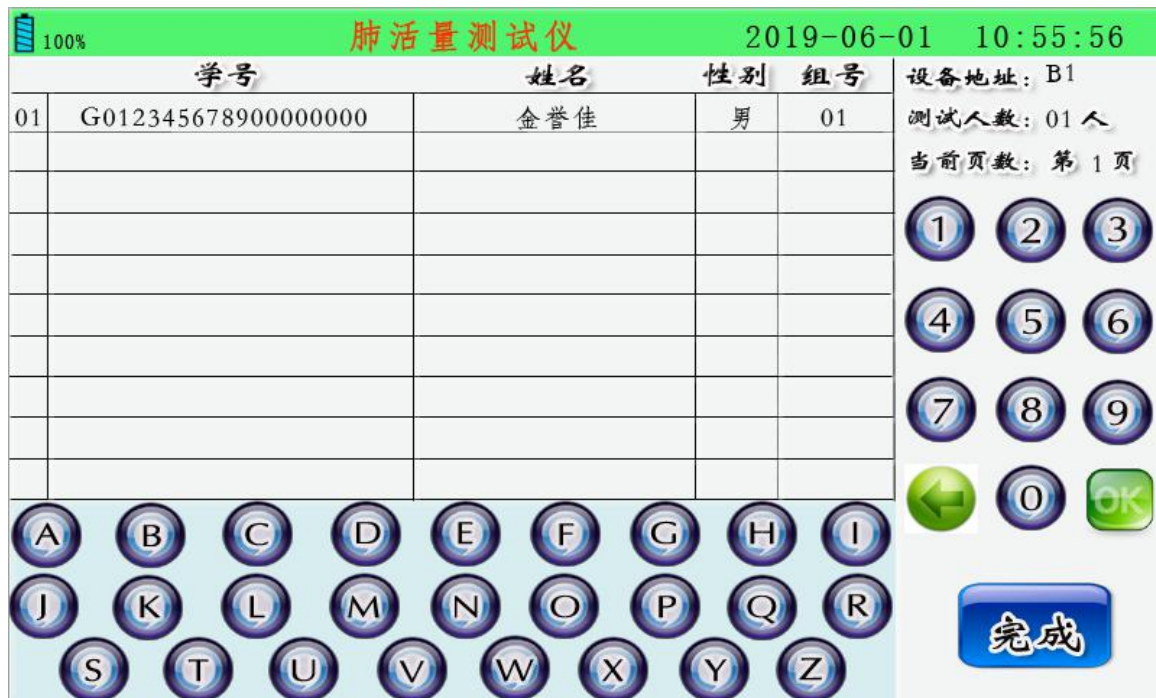 100% 肺活量测试仪 2019-06-01 10:55:56
学号 姓名 性别 组号 设备地址: B1
01 G012345678900000000 金誉佳 男 01 测试人数: 01 人
当前页数: 第 1 页
1 2 3
4 5 6
7 8 9
0 OK
A B C D E F G H I
J K L M N O P Q R
S T U V W X Y Z
完成